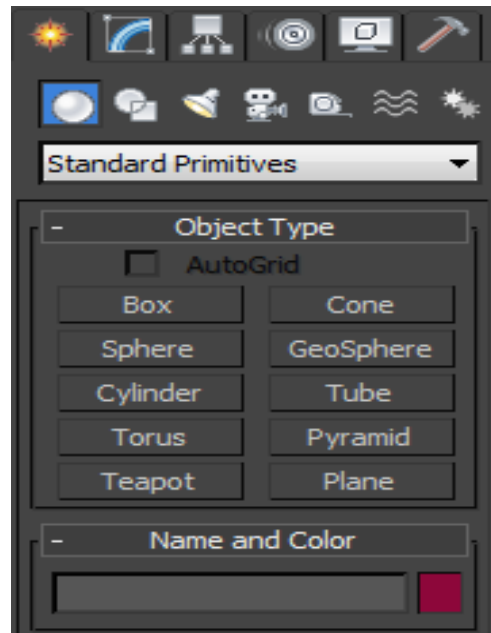 Standard Primitives
- Object Type
AutoGrid
Box Cone
Sphere GeoSphere
Cylinder Tube
Torus Pyramid
Teapot Plane
- Name and Color